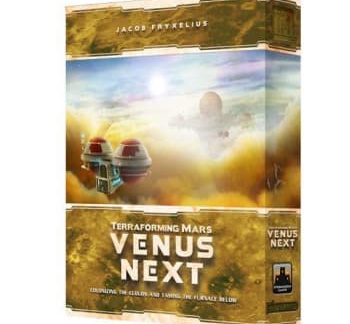 JACOB FRYXELIUS
TERRAFORMING MARS
VENUS
NEXT
COLONIZING THE CLOUDS AND TAMING THE FURNACE BELOW
VENUS
NEXT